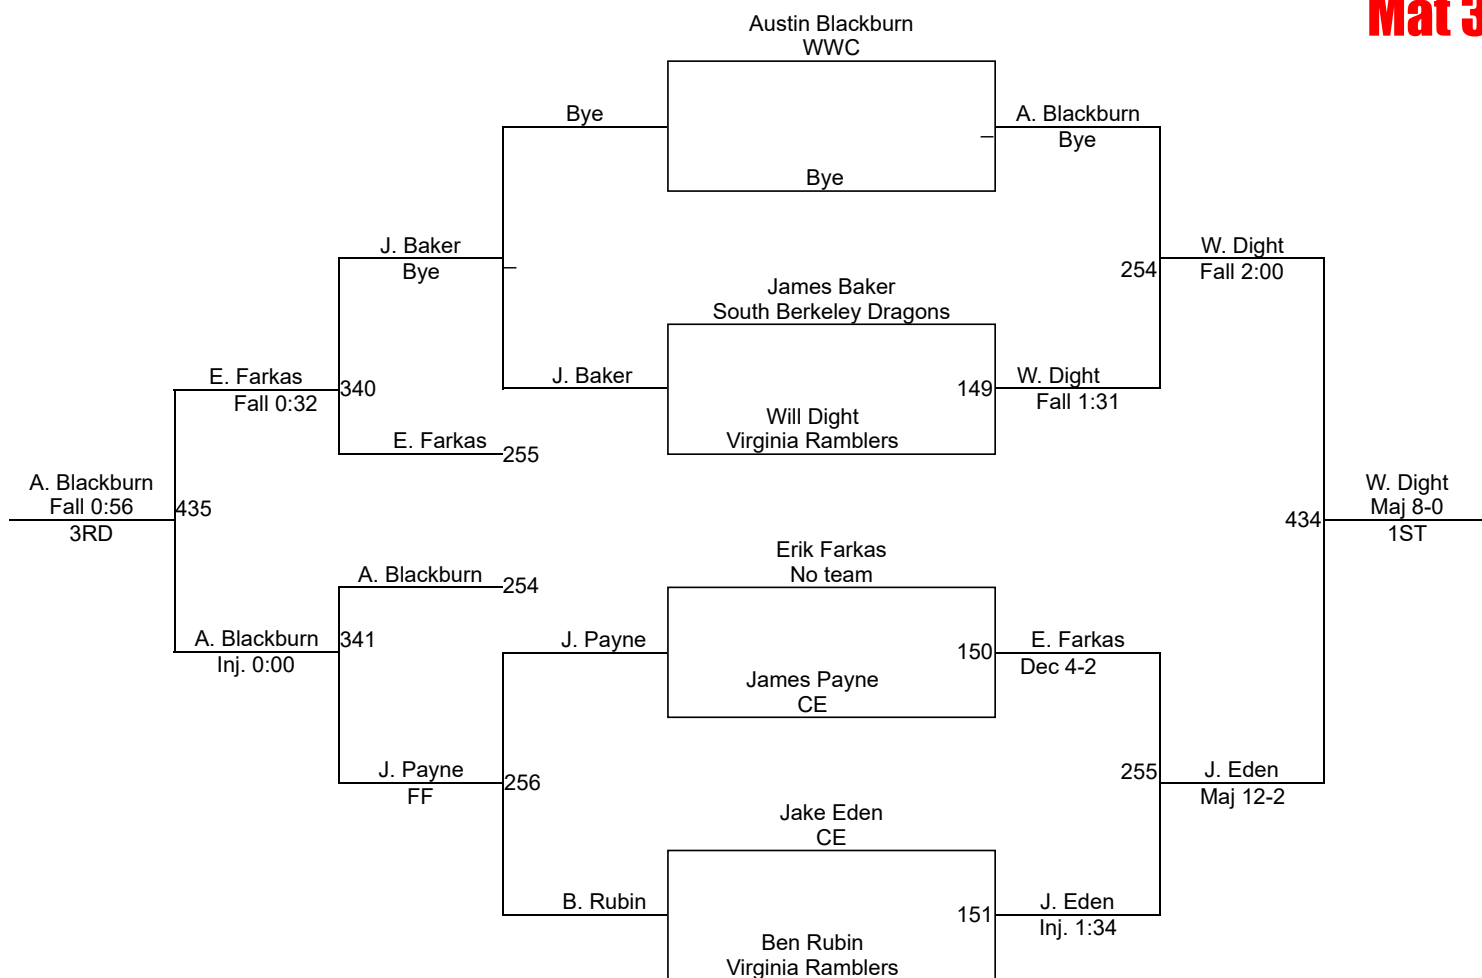 Mat 3
Austin Blackburn
WWC
Bye
A. Blackburn
–
Bye
Bye
J. Baker
Bye
–
W. Dight
Fall 2:00
254
James Baker
South Berkeley Dragons
E. Farkas
Fall 0:32
340
J. Baker
149
W. Dight
Fall 1:31
Will Dight
Virginia Ramblers
E. Farkas
255
A. Blackburn
Fall 0:56
3RD
435
W. Dight
Maj 8-0
1ST
434
Erik Farkas
No team
A. Blackburn
254
A. Blackburn
Inj. 0:00
341
J. Payne
150
E. Farkas
Dec 4-2
James Payne
CE
J. Payne
FF
256
255
J. Eden
Maj 12-2
Jake Eden
CE
B. Rubin
151
J. Eden
Inj. 1:34
Ben Rubin
Virginia Ramblers